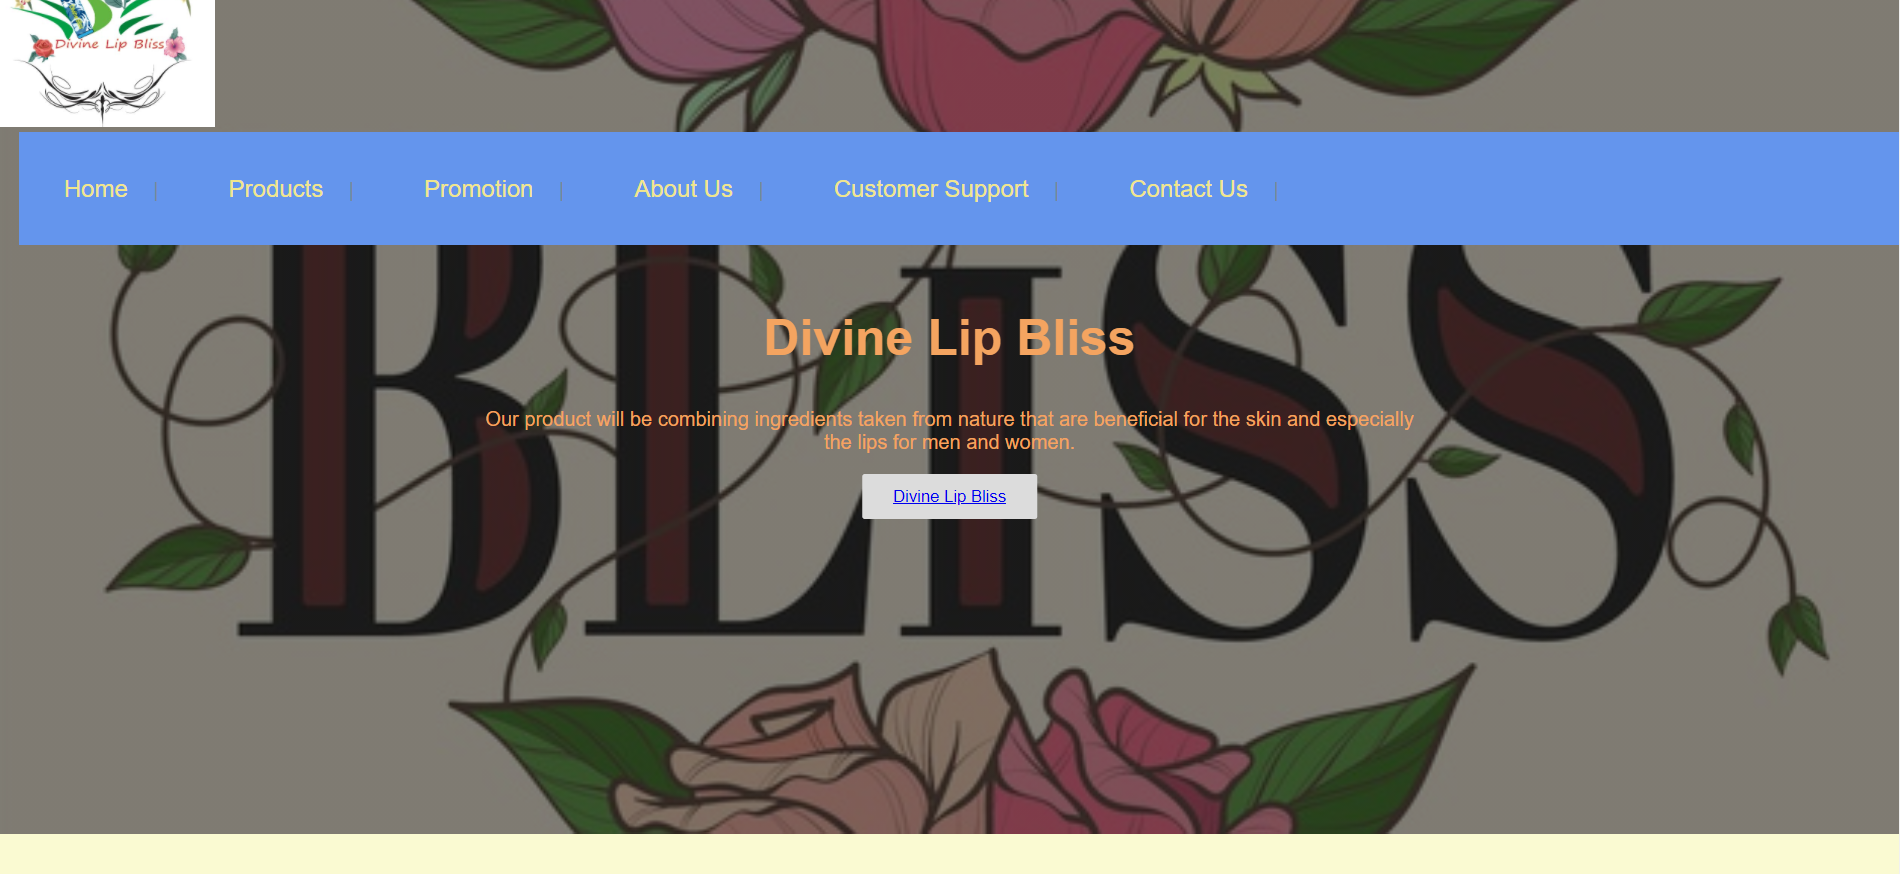 Divine Lip Bliss
Home | Products | Promotion | About Us | Customer Support | Contact Us |
BLISS
Divine Lip Bliss
Our product will be combining ingredients taken from nature that are beneficial for the skin and especially
the lips for men and women.
Divine Lip Bliss